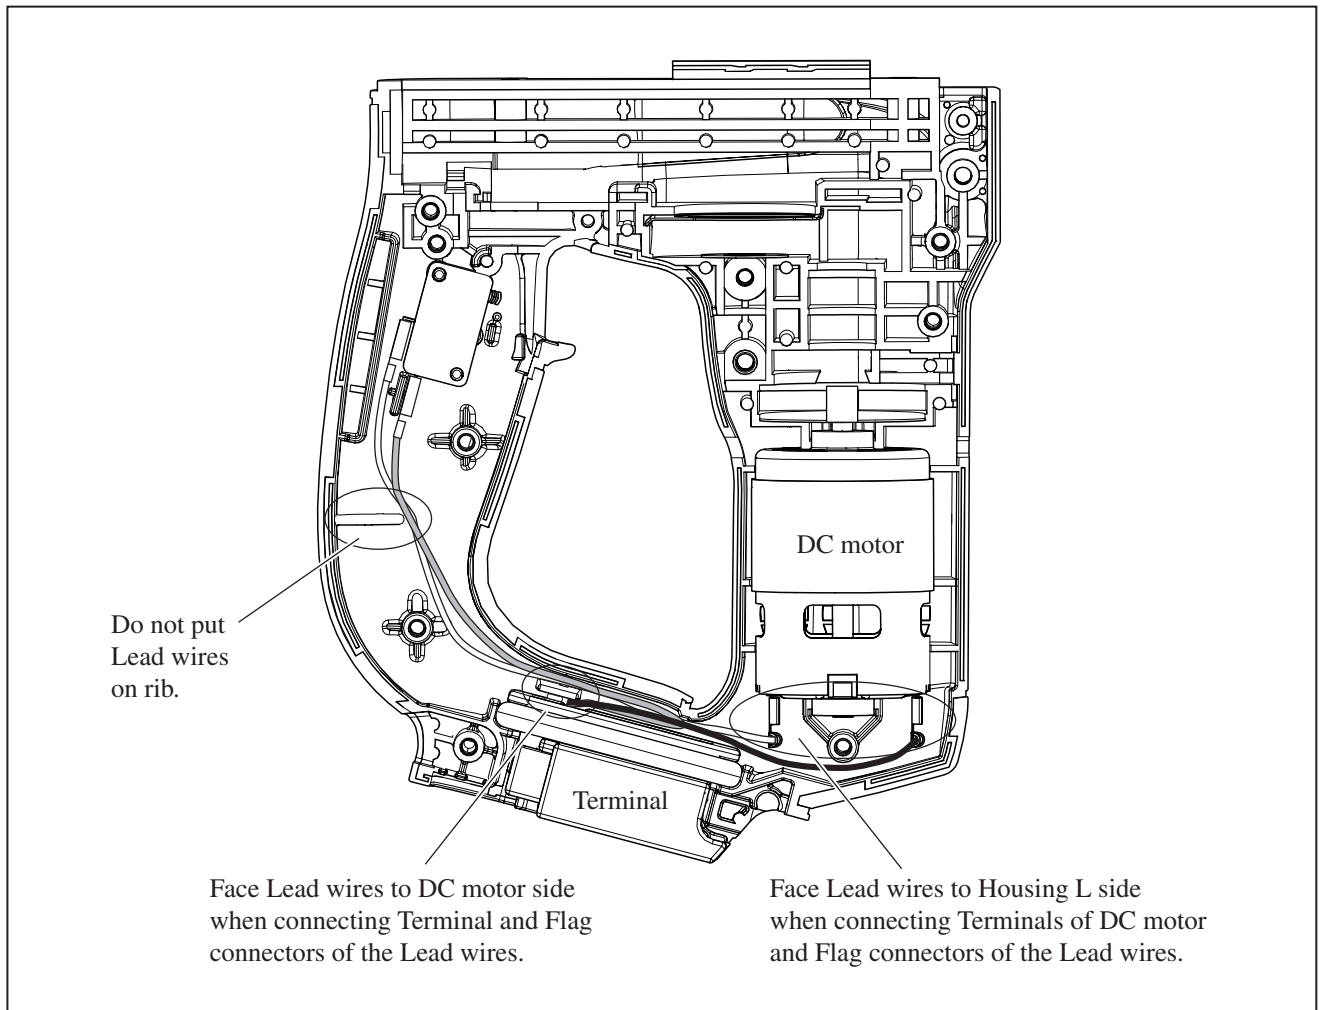 DC motor
Do not put
Lead wires
on rib.
Terminal
Face Lead wires to DC motor side
when connecting Terminal and Flag
connectors of the Lead wires.
Face Lead wires to Housing L side
when connecting Terminals of DC motor
and Flag connectors of the Lead wires.